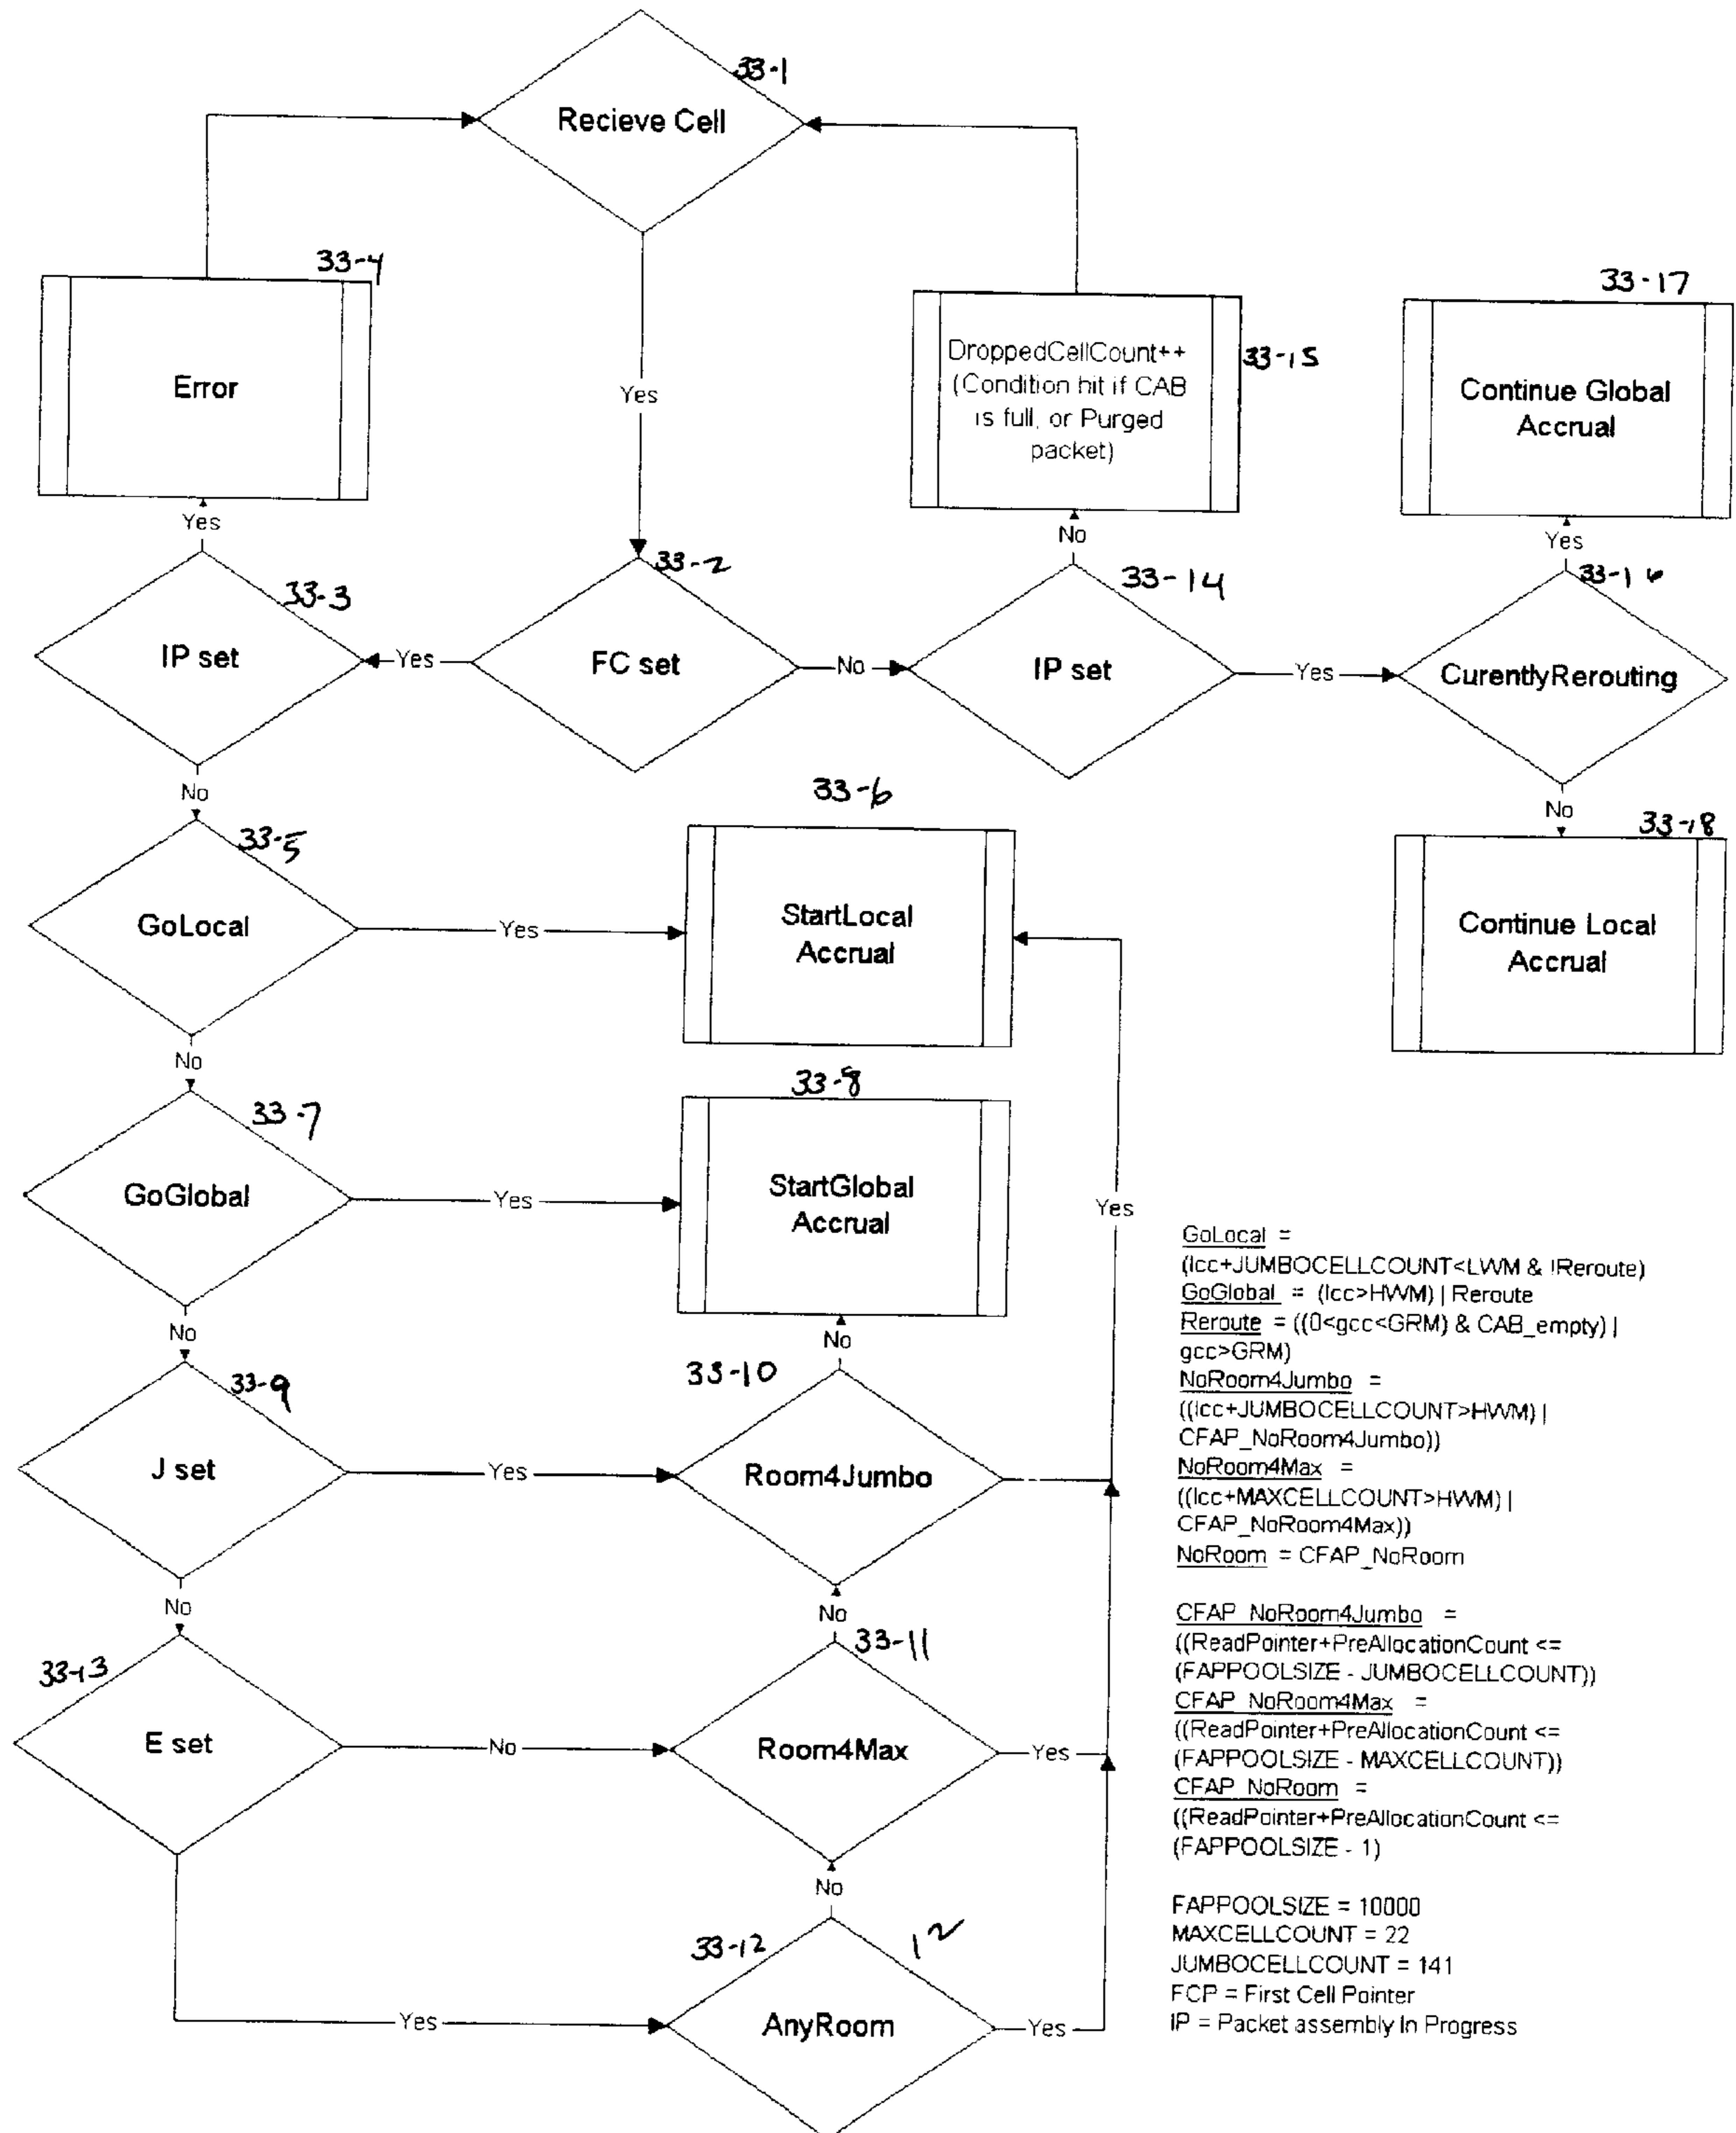 33-1
Recieve Cell
33-4
Error
Yes
33-15
DroppedCellCount++
(Condition hit if CAB
is full, or Purged
packet)
33-17
Continue Global
Accrual
Yes
No
Yes
33-3
IP set
Yes
33-2
FC set
No
33-14
IP set
Yes
33-16
CurentlyRerouting
No
No
33-5
GoLocal
Yes
33-6
StartLocal
Accrual
33-18
Continue Local
Accrual
No
33-7
GoGlobal
Yes
33-8
StartGlobal
Accrual
Yes
No
No
33-9
J set
Yes
33-10
Room4Jumbo
No
No
33-13
E set
No
33-11
Room4Max
Yes
No
Yes
33-12
12
AnyRoom
Yes
GoLocal =
(lcc+JUMBOCELLCOUNT<LWM & !Reroute)
GoGlobal = (lcc>HWM) | Reroute
Reroute = ((0<gcc<GRM) & CAB_empty) |
gcc>GRM)
NoRoom4Jumbo =
((lcc+JUMBOCELLCOUNT>HWM) |
CFAP_NoRoom4Jumbo))
NoRoom4Max =
((lcc+MAXCELLCOUNT>HWM) |
CFAP_NoRoom4Max))
NoRoom = CFAP_NoRoom
CFAP_NoRoom4Jumbo =
((ReadPointer+PreAllocationCount <=
(FAPPOOLSIZE - JUMBOCELLCOUNT))
CFAP_NoRoom4Max =
((ReadPointer+PreAllocationCount <=
(FAPPOOLSIZE - MAXCELLCOUNT))
CFAP_NoRoom =
((ReadPointer+PreAllocationCount <=
(FAPPOOLSIZE - 1)
FAPPOOLSIZE = 10000
MAXCELLCOUNT = 22
JUMBOCELLCOUNT = 141
FCP = First Cell Pointer
IP = Packet assembly In Progress